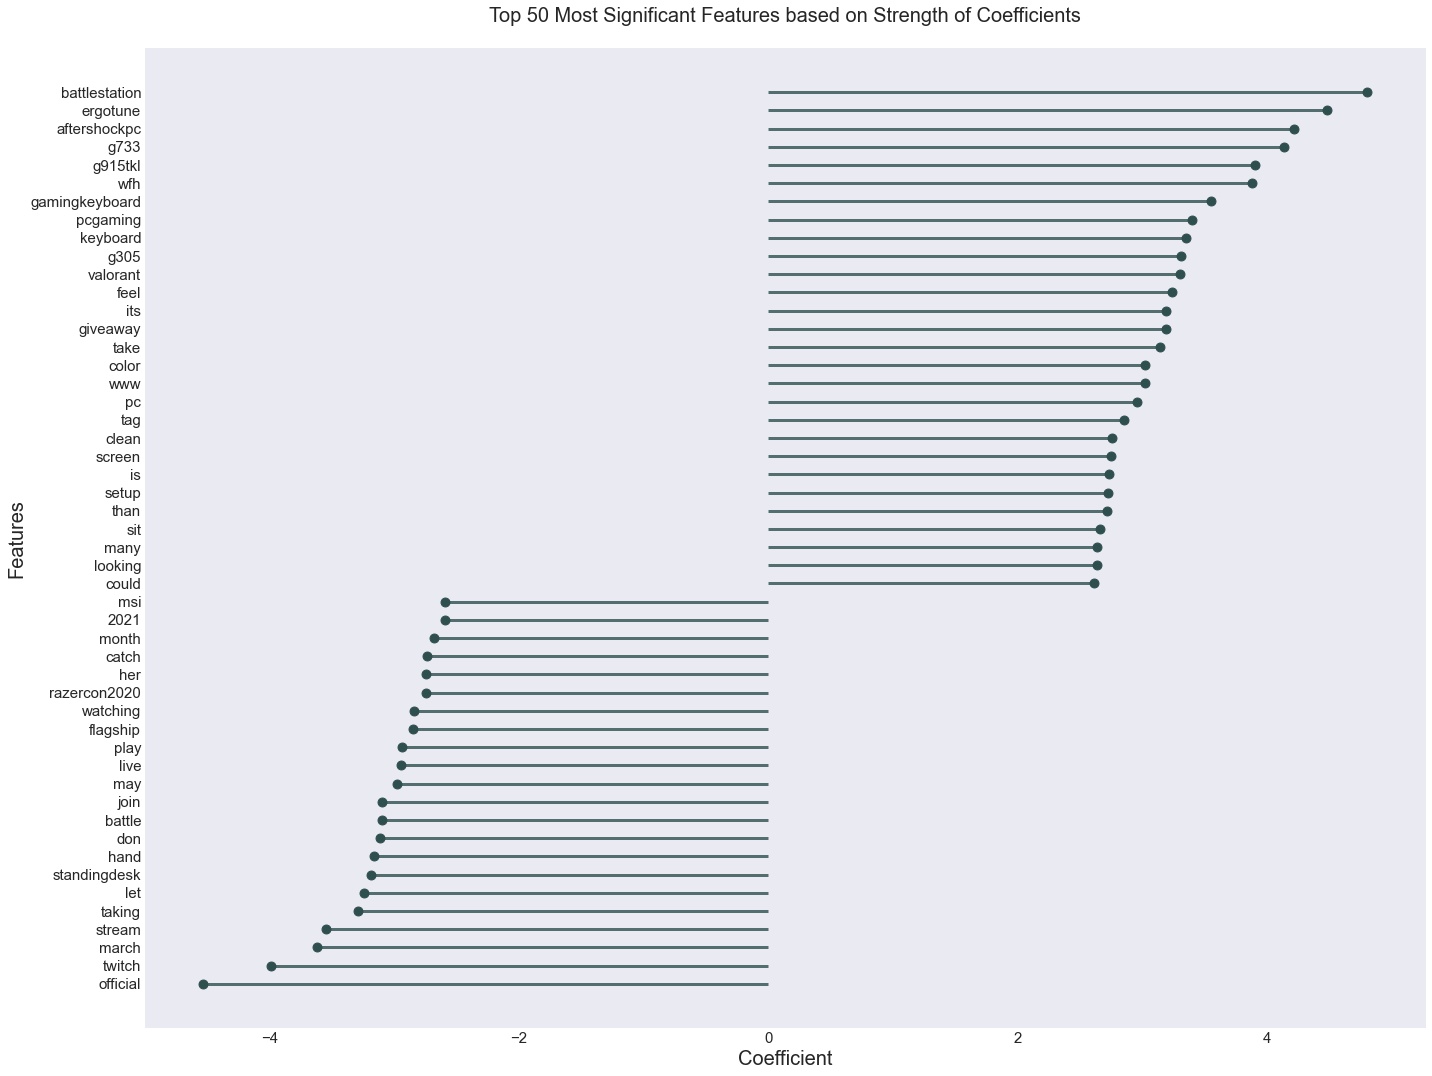 Top 50 Most Significant Features based on Strength of Coefficients
battlestation
ergotune
aftershockpc
g733
g915tkl
wfh
gamingkeyboard
pcgaming
keyboard
g305
valorant
feel
its
giveaway
take
color
www
pc
tag
clean
screen
is
setup
than
sit
many
looking
could
msi
2021
month
catch
her
razercon2020
watching
flagship
play
live
may
join
battle
don
hand
standingdesk
let
taking
stream
march
twitch
official
Features
−4 −2 0 2 4
Coefficient